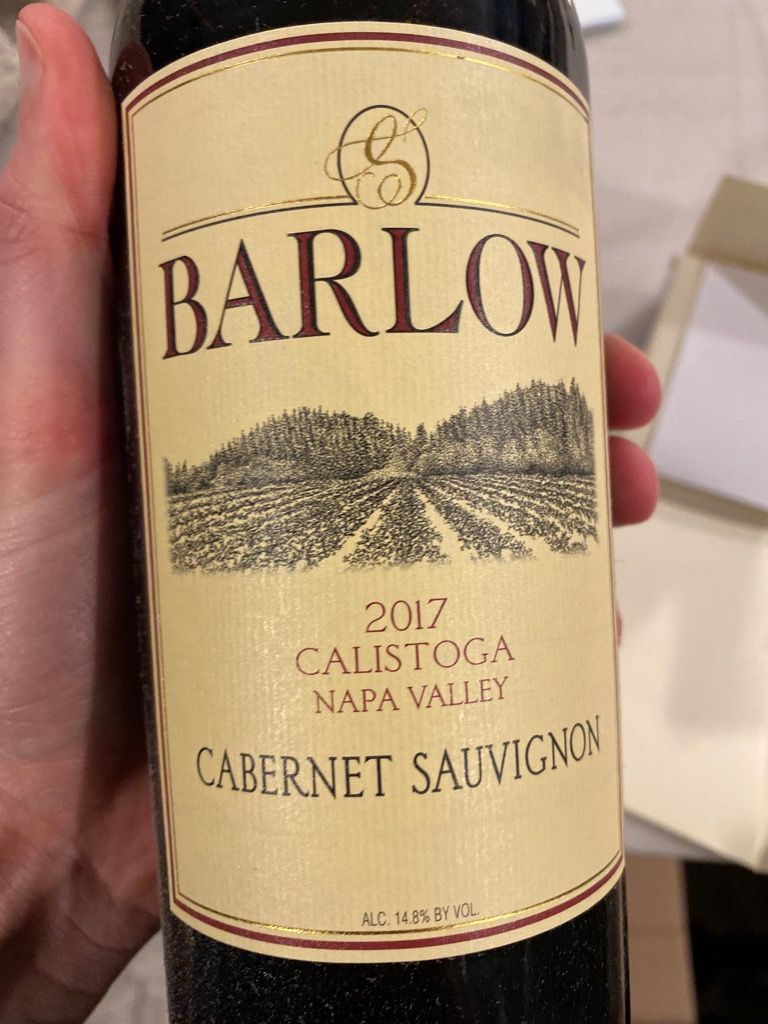 S
BARLOW
2017
CALISTOGA
NAPA VALLEY
CABERNET SAUVIGNON
ALC. 14.8% BY VOL.